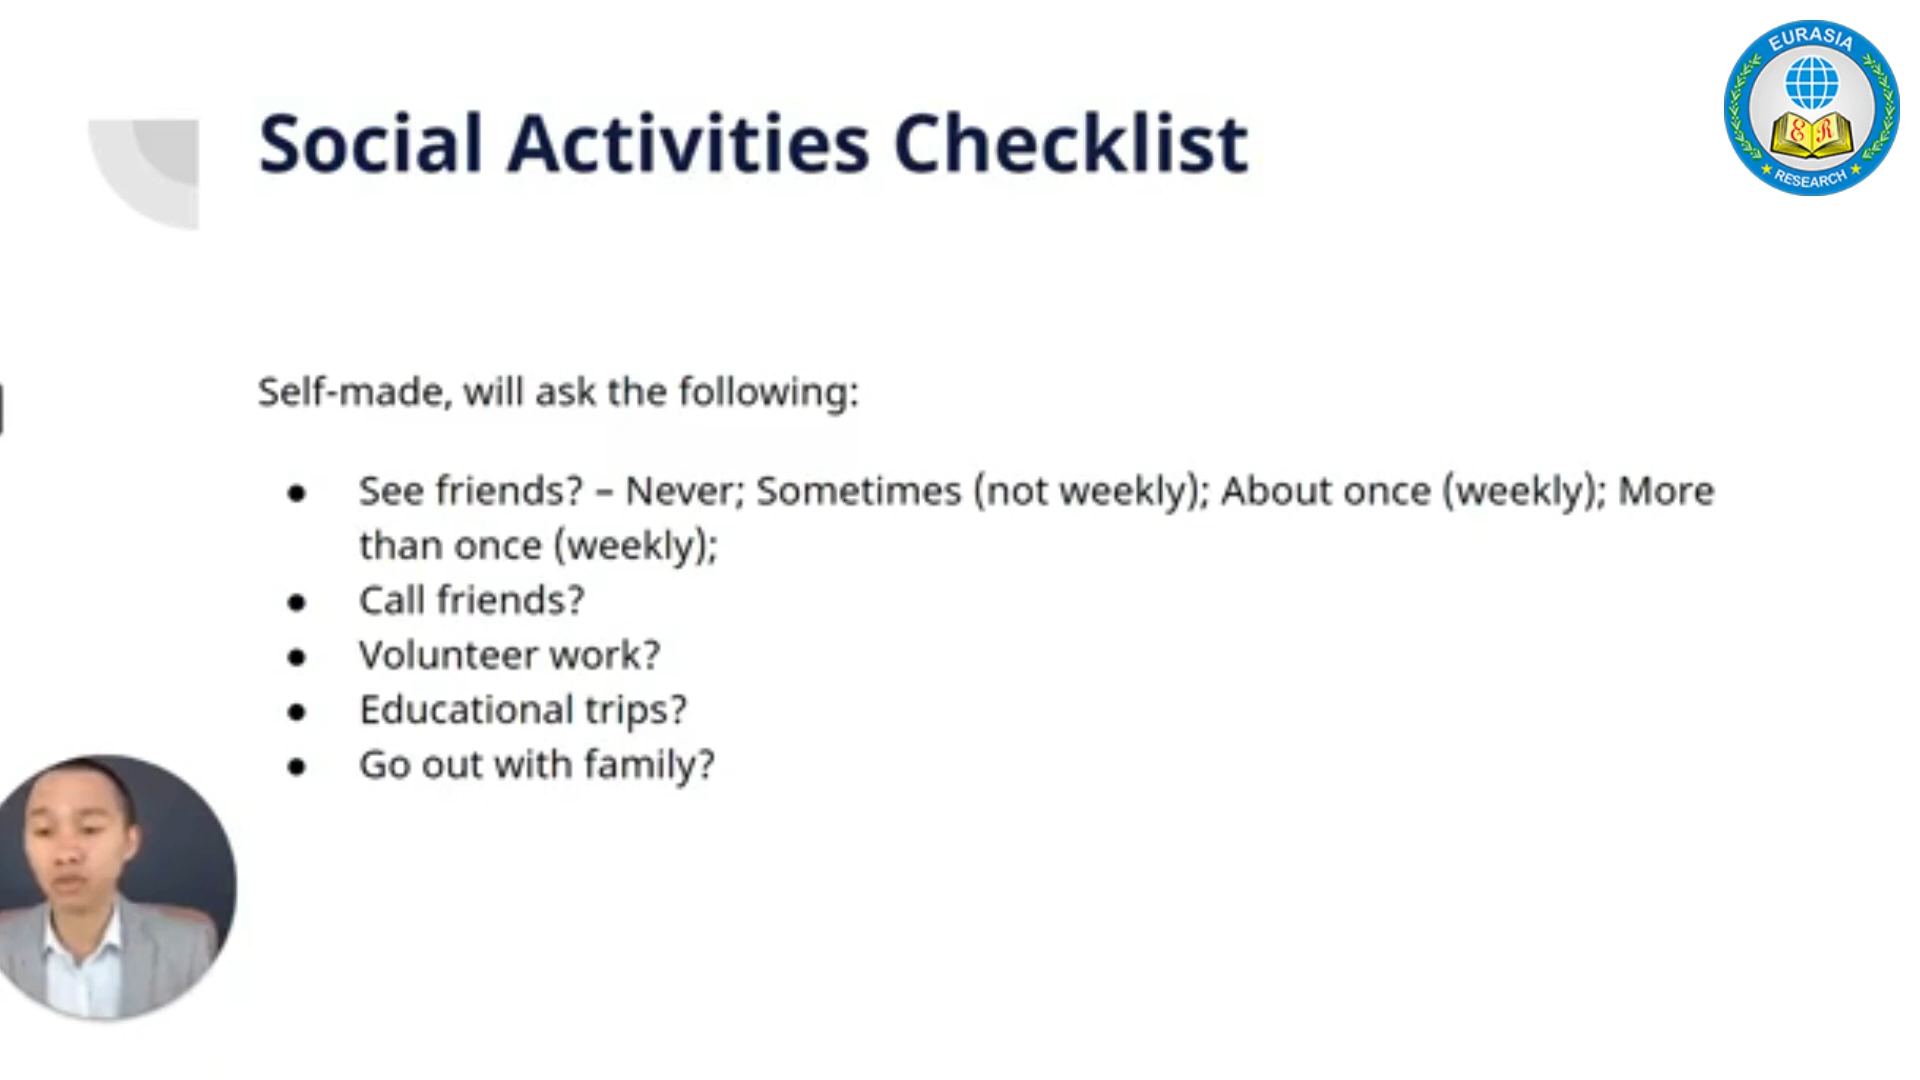 EURASIA
RESEARCH
Social Activities Checklist
Self-made, will ask the following:
● See friends? – Never; Sometimes (not weekly); About once (weekly); More
than once (weekly);
● Call friends?
● Volunteer work?
● Educational trips?
● Go out with family?